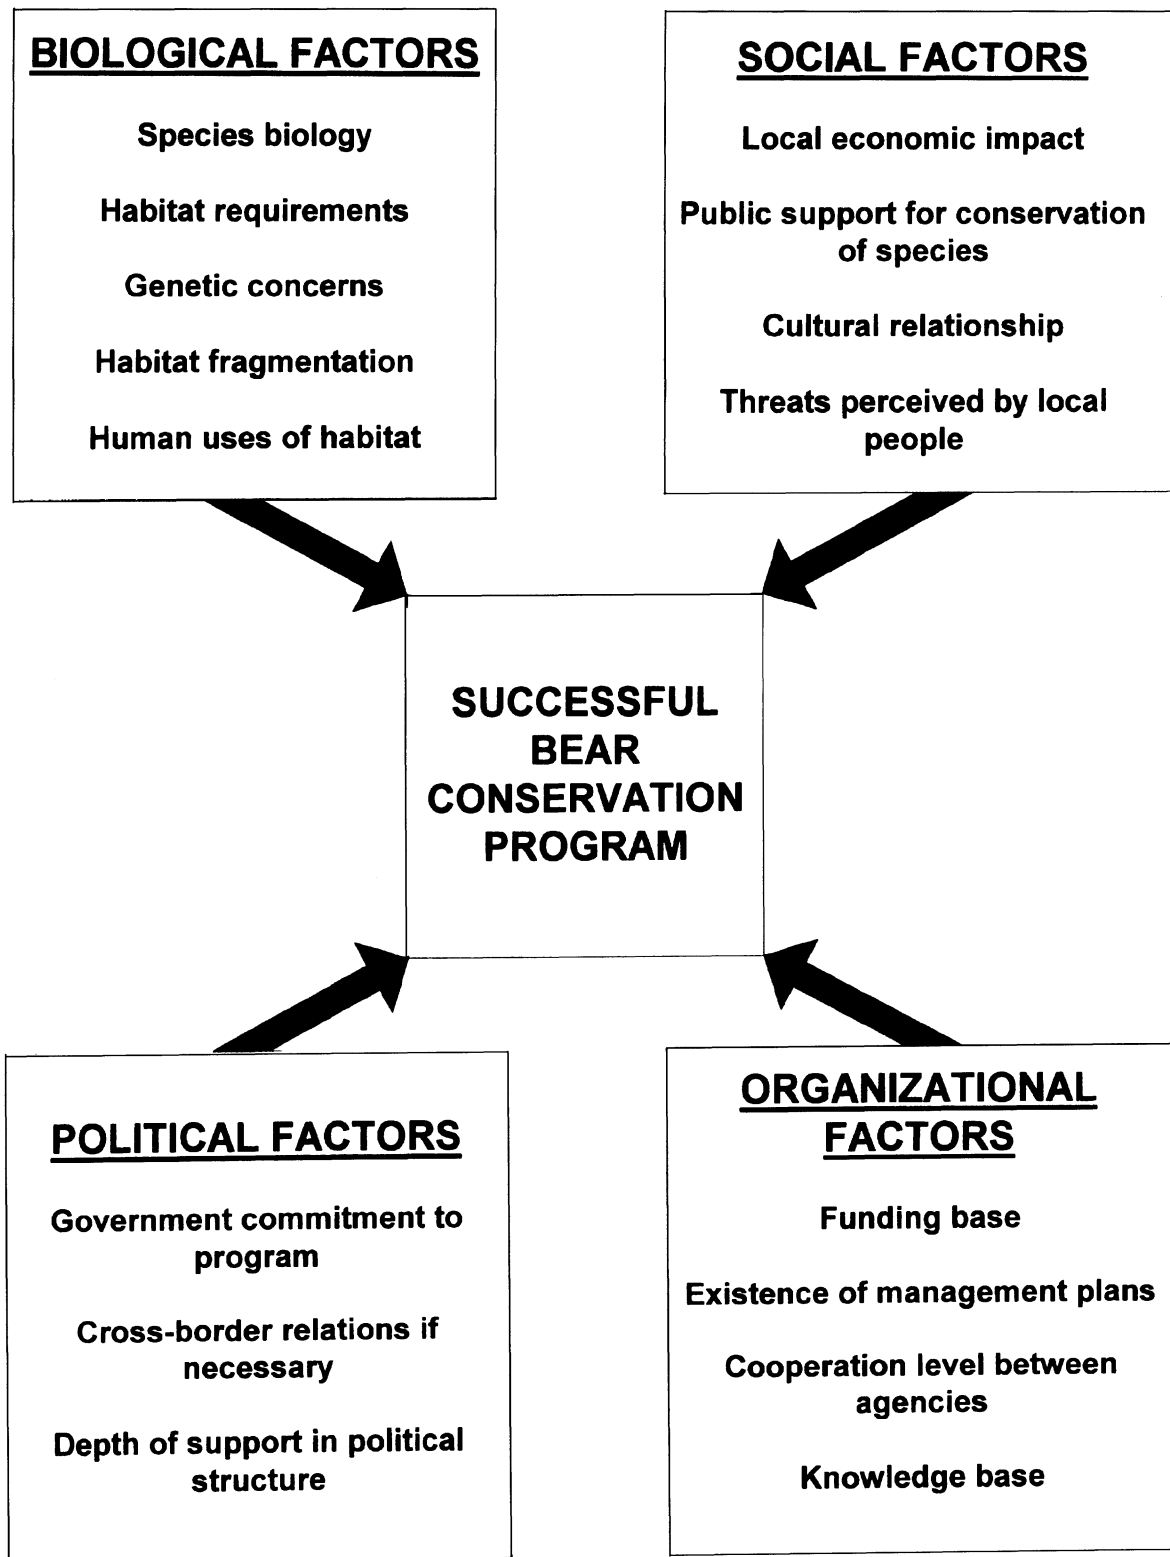 BIOLOGICAL FACTORS
Species biology
Habitat requirements
Genetic concerns
Habitat fragmentation
Human uses of habitat
SOCIAL FACTORS
Local economic impact
Public support for conservation
of species
Cultural relationship
Threats perceived by local
people
SUCCESSFUL
BEAR
CONSERVATION
PROGRAM
POLITICAL FACTORS
Government commitment to
program
Cross-border relations if
necessary
Depth of support in political
structure
ORGANIZATIONAL
FACTORS
Funding base
Existence of management plans
Cooperation level between
agencies
Knowledge base